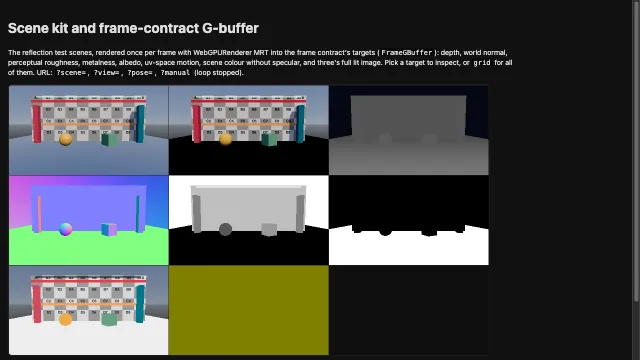 Scene kit and frame-contract G-buffer
The reflection test scenes, rendered once per frame with WebGPURenderer MRT into the frame contract's targets ( FrameGBuffer ): depth, world normal,
perceptual roughness, metalness, albedo, uv-space motion, scene colour without specular, and three's full lit image. Pick a target to inspect, or grid for all
of them. URL: ?scene= , ?view= , ?pose= , ?manual (loop stopped).